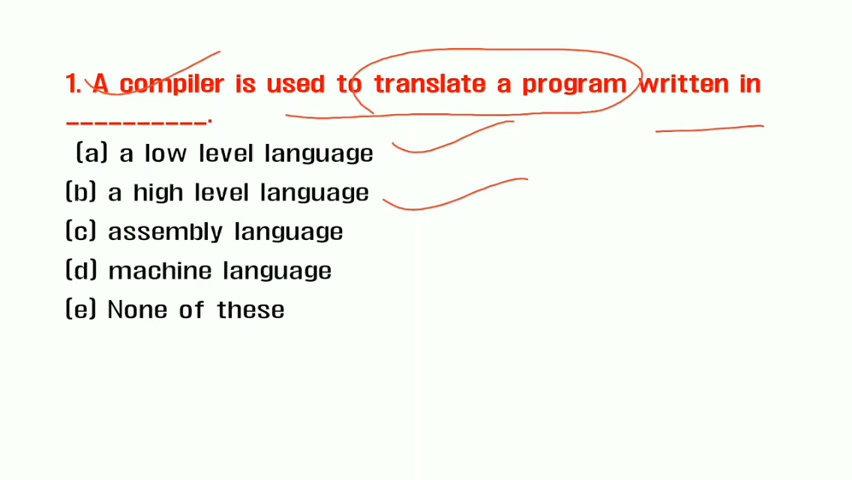 1. A compiler is used to translate a program written in
__________.
(a) a low level language
(b) a high level language
(c) assembly language
(d) machine language
(e) None of these